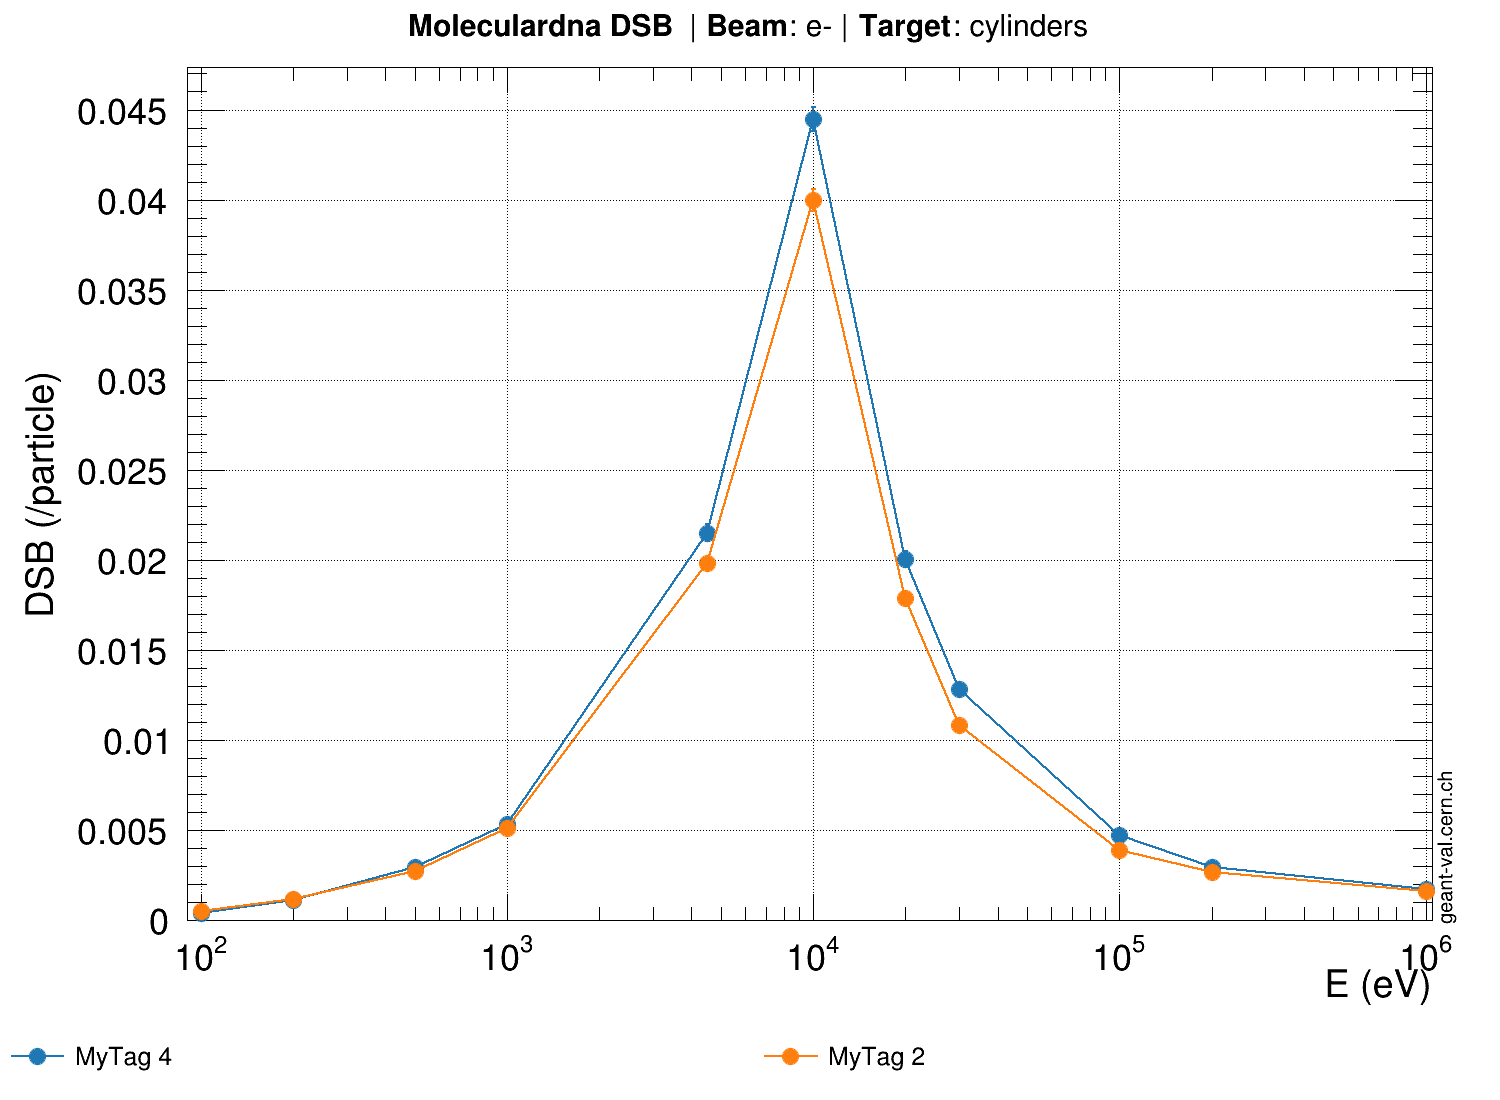 Moleculardna DSB | Beam: e- | Target: cylinders
DSB (/particle)
0.045
0.04
0.035
0.03
0.025
0.02
0.015
0.01
0.005
0
10² 10³ 10⁴ 10⁵ 10⁶
E (eV)
geant-val.cern.ch
MyTag 4 MyTag 2